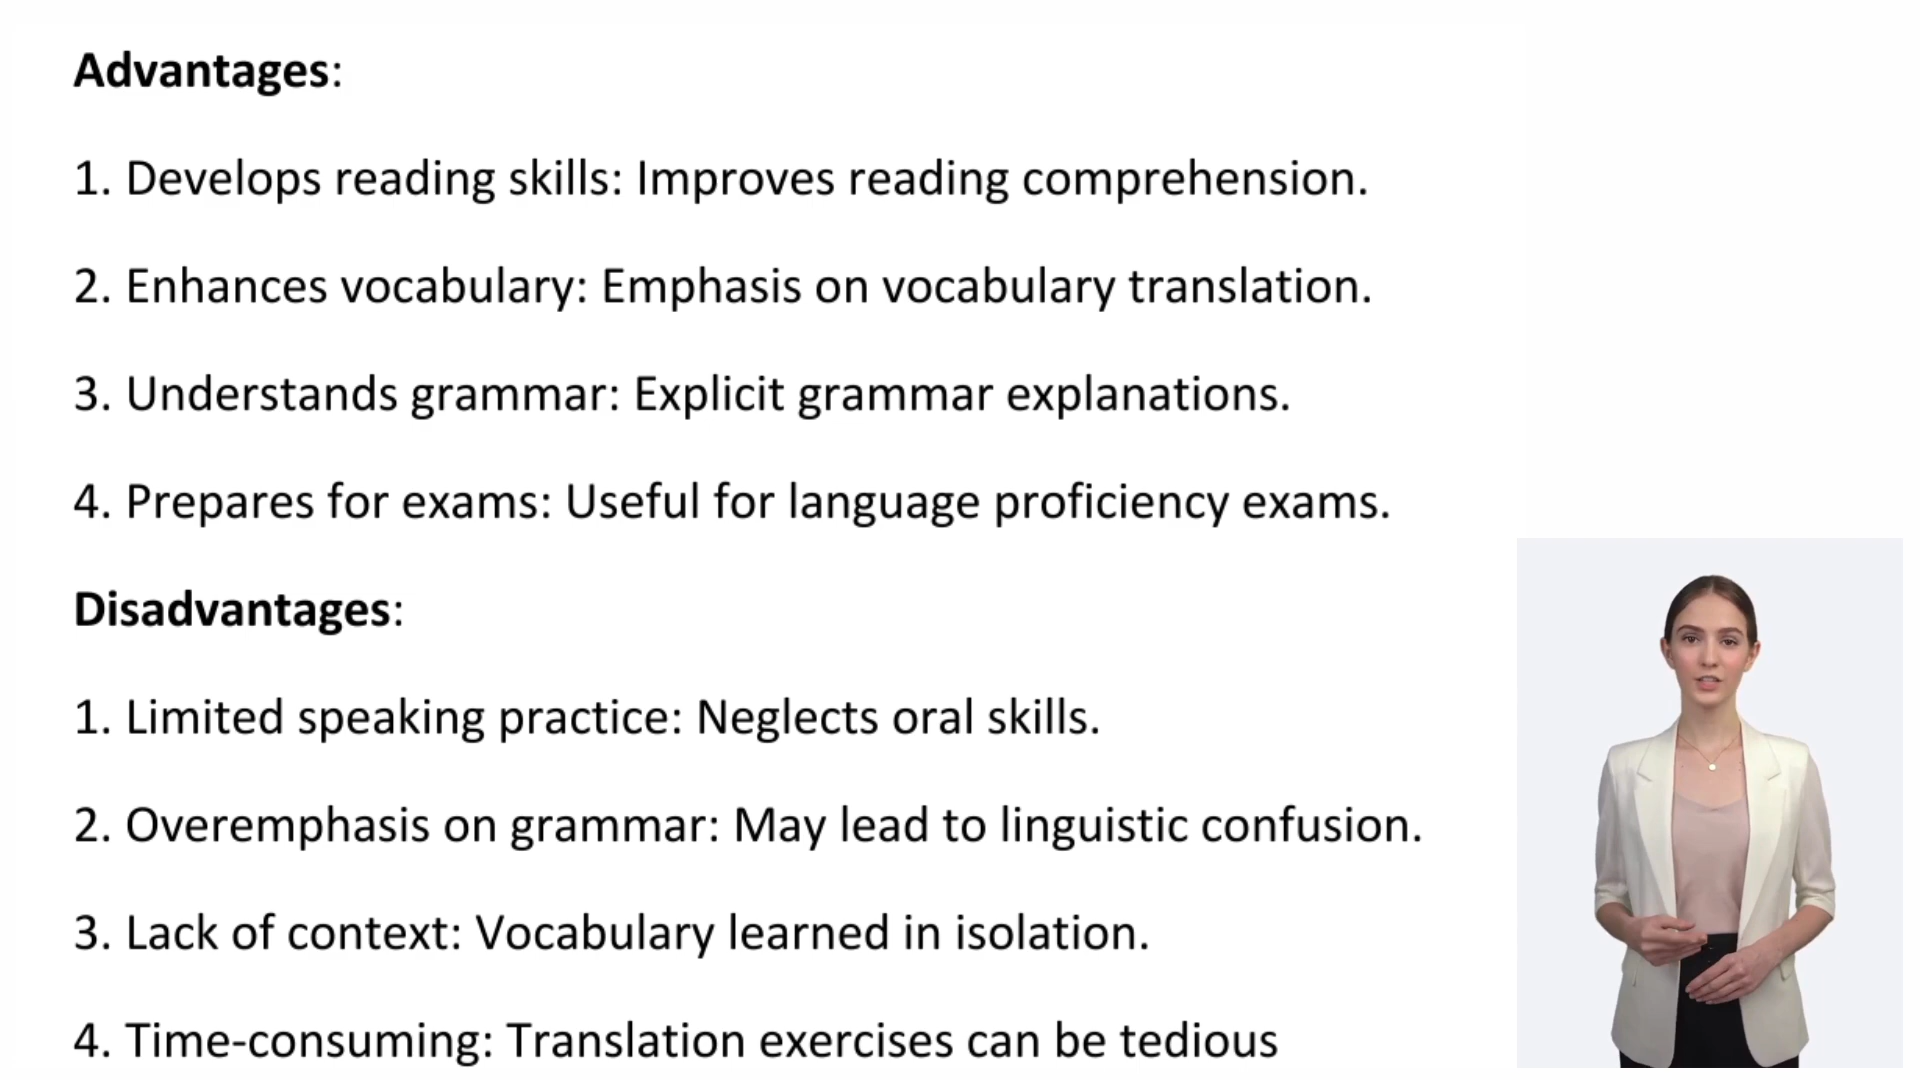 Advantages:
1. Develops reading skills: Improves reading comprehension.
2. Enhances vocabulary: Emphasis on vocabulary translation.
3. Understands grammar: Explicit grammar explanations.
4. Prepares for exams: Useful for language proficiency exams.
Disadvantages:
1. Limited speaking practice: Neglects oral skills.
2. Overemphasis on grammar: May lead to linguistic confusion.
3. Lack of context: Vocabulary learned in isolation.
4. Time-consuming: Translation exercises can be tedious